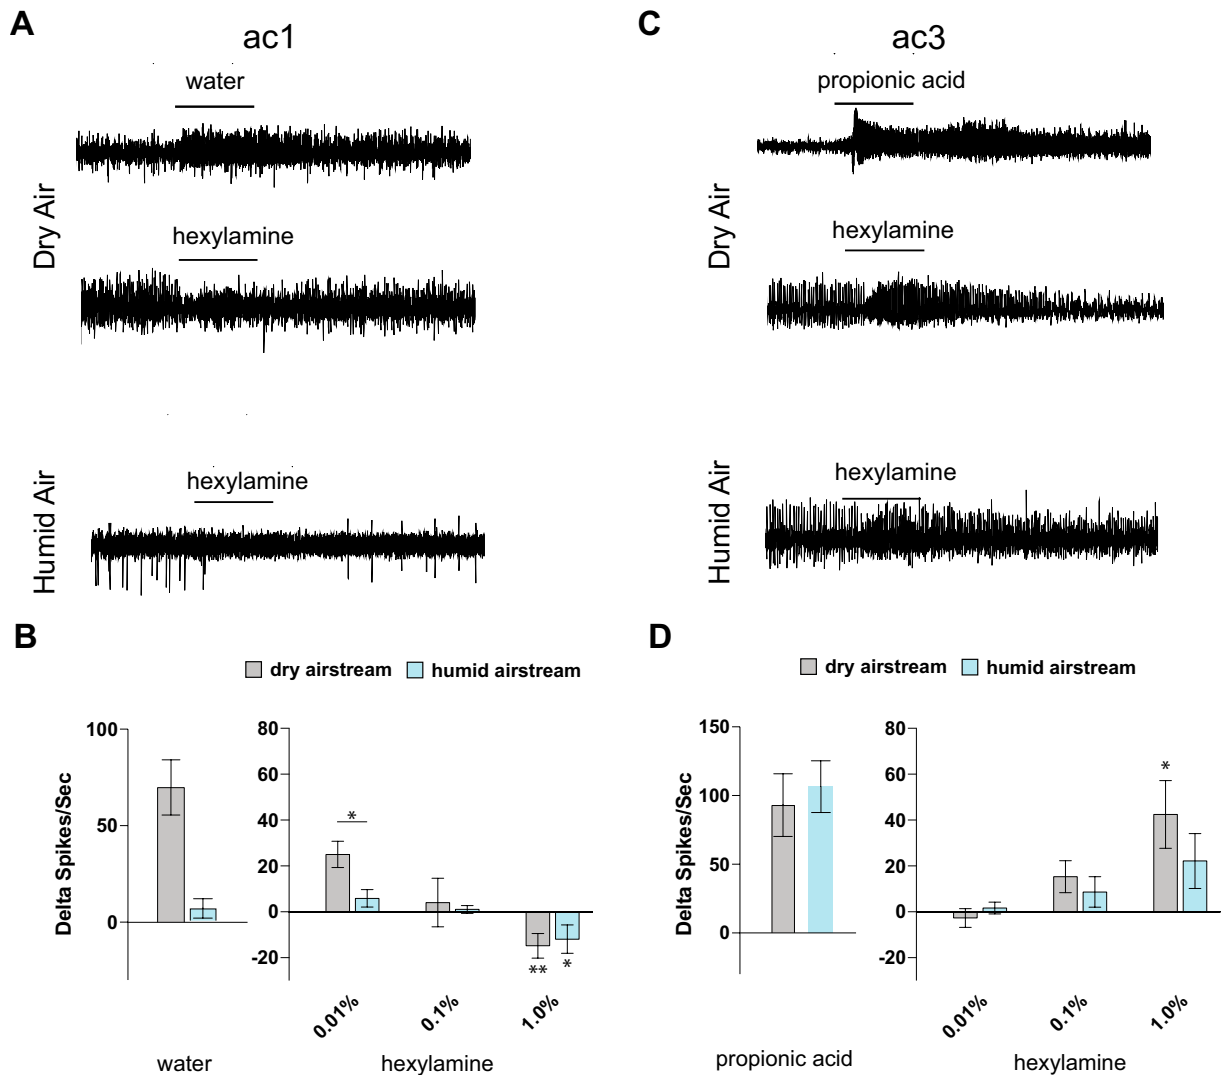 A
ac1
water
Dry Air
hexylamine
Humid Air
hexylamine
C
ac3
propionic acid
Dry Air
hexylamine
Humid Air
hexylamine
B
dry airstream humid airstream
Delta Spikes/Sec
100
50
0
water
80
60
40
20
0
-20
*
** *
0.01% 0.1% 1.0%
hexylamine
D
dry airstream humid airstream
Delta Spikes/Sec
150
100
50
0
propionic acid
80
60
40
20
0
-20
*
0.01% 0.1% 1.0%
hexylamine